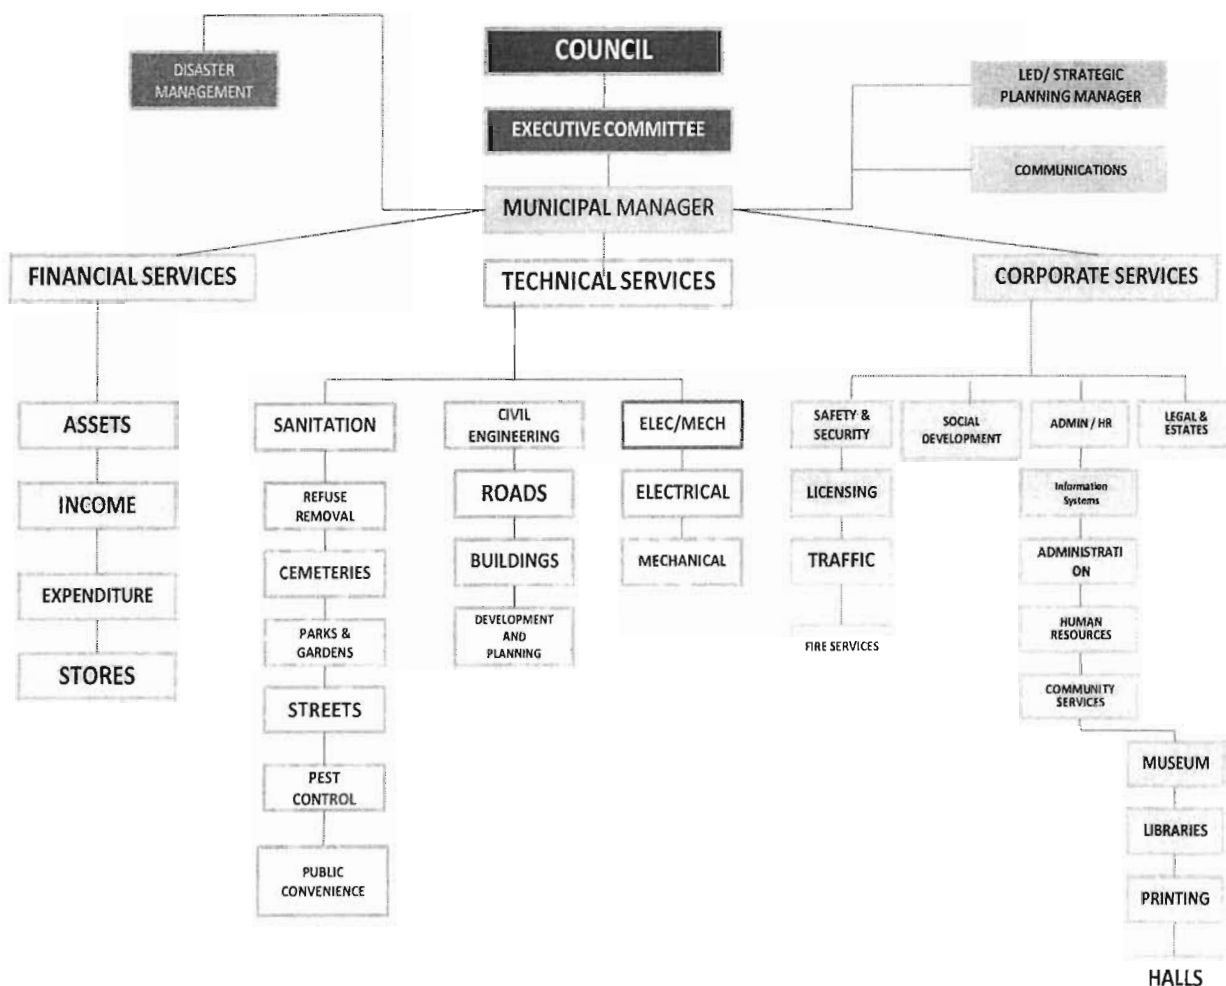 COUNCIL
DISASTER
MANAGEMENT
LED/ STRATEGIC
PLANNING MANAGER
EXECUTIVE COMMITTEE
COMMUNICATIONS
MUNICIPAL MANAGER
FINANCIAL SERVICES
TECHNICAL SERVICES
CORPORATE SERVICES
ASSETS
INCOME
EXPENDITURE
STORES
SANITATION
REFUSE
REMOVAL
CEMETERIES
PARKS &
GARDENS
STREETS
PEST
CONTROL
PUBLIC
CONVENIENCE
CIVIL
ENGINEERING
ROADS
BUILDINGS
DEVELOPMENT
AND
PLANNING
ELEC/MECH
ELECTRICAL
MECHANICAL
SAFETY &
SECURITY
LICENSING
TRAFFIC
FIRE SERVICES
SOCIAL
DEVELOPMENT
ADMIN / HR
Information
Systems
ADMINISTRATI
ON
HUMAN
RESOURCES
COMMUNITY
SERVICES
MUSEUM
LIBRARIES
PRINTING
HALLS
LEGAL &
ESTATES